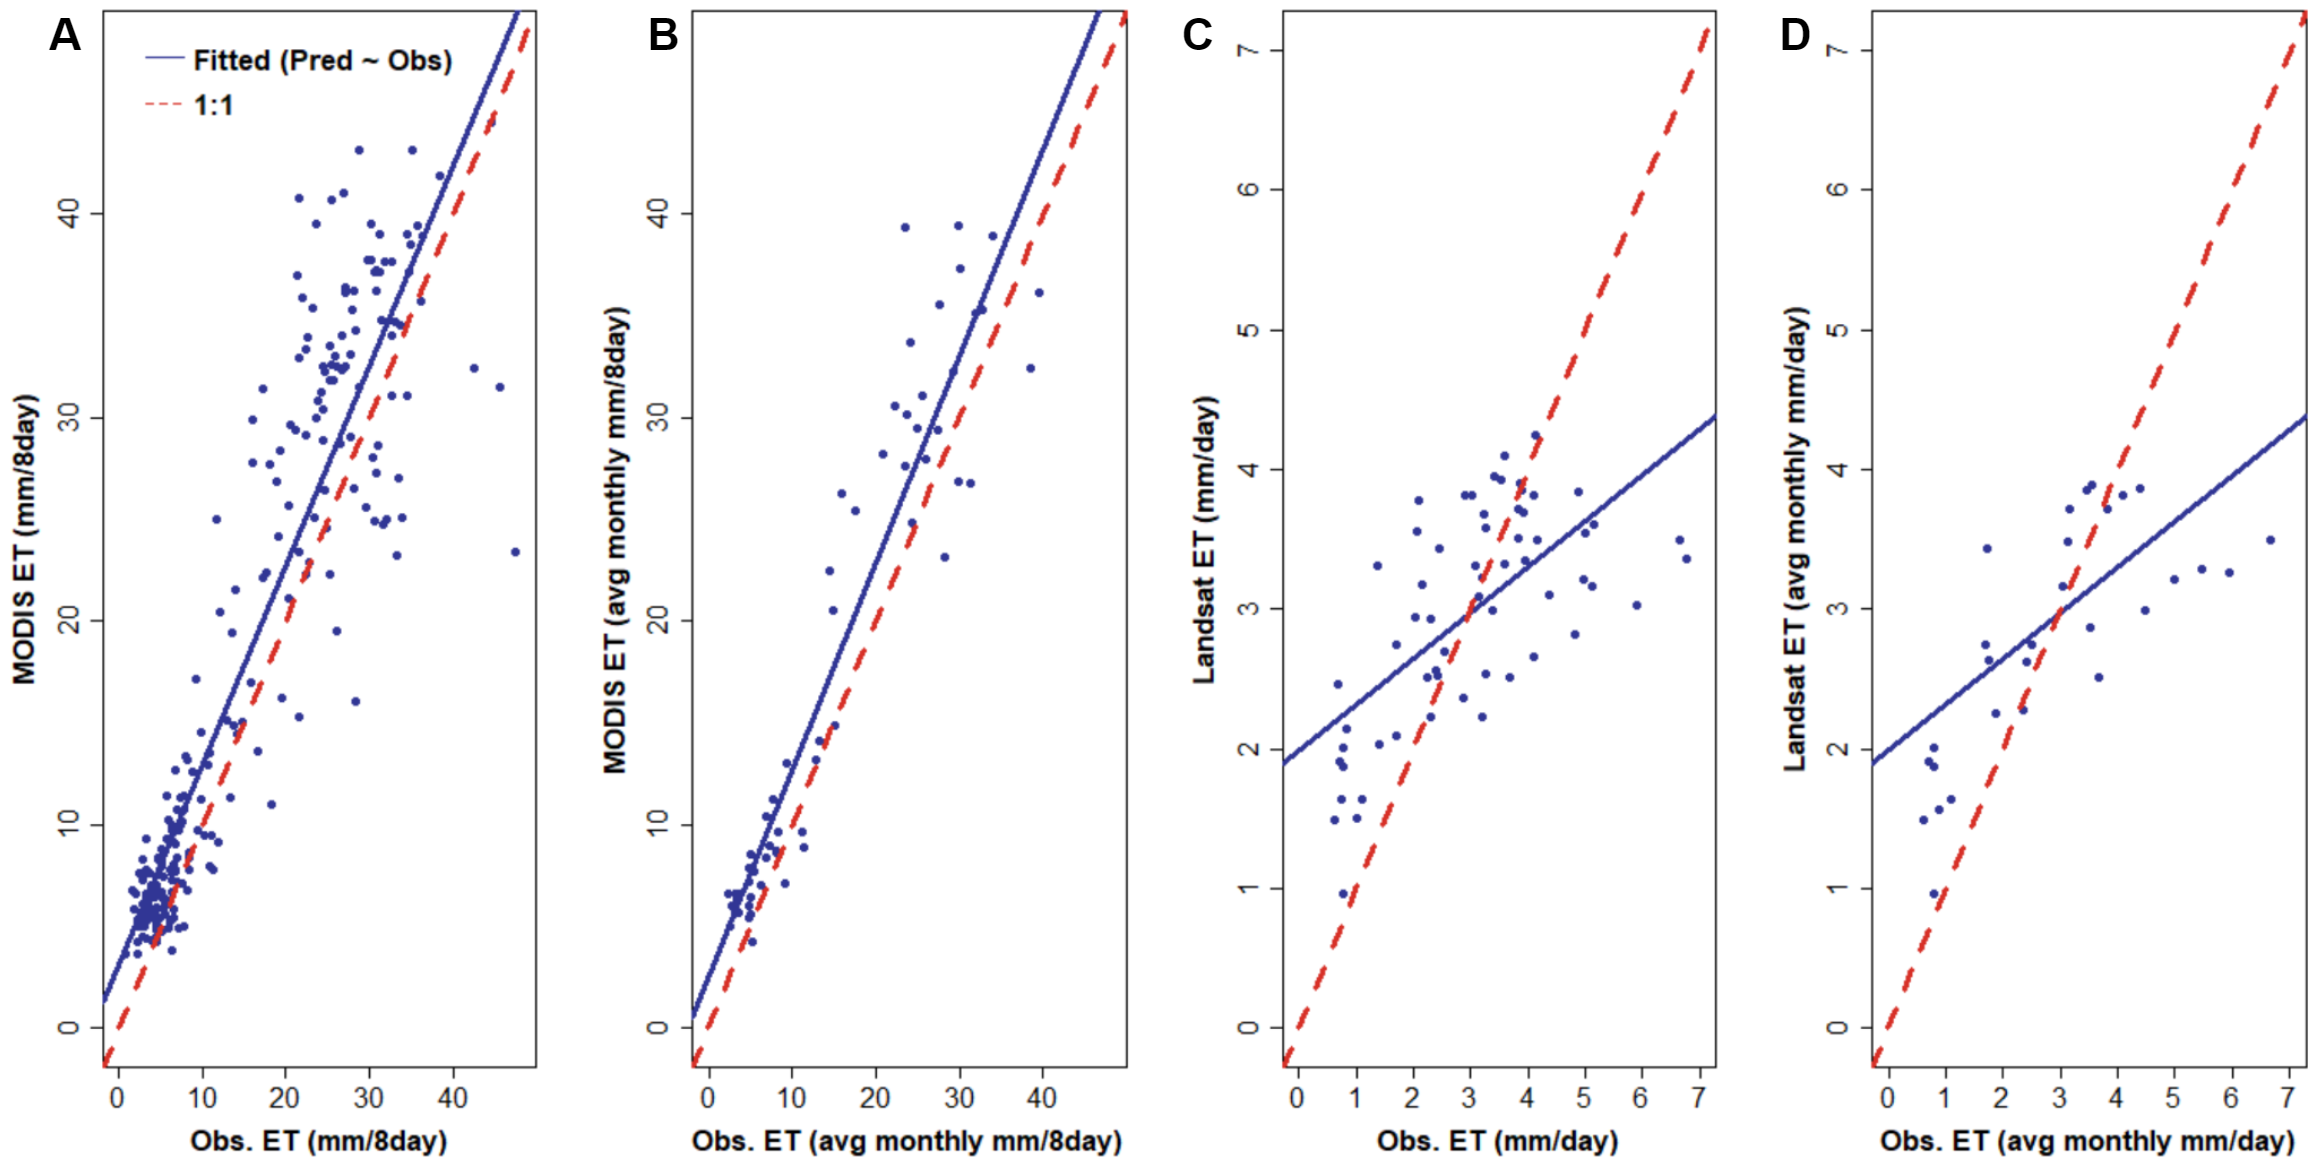 A
Fitted (Pred ~ Obs)
1:1
MODIS ET (mm/8day)
0
10
20
30
40
0 10 20 30 40
Obs. ET (mm/8day)
B
MODIS ET (avg monthly mm/8day)
0
10
20
30
40
0 10 20 30 40
Obs. ET (avg monthly mm/8day)
C
Landsat ET (mm/day)
0
1
2
3
4
5
6
7
0 1 2 3 4 5 6 7
Obs. ET (mm/day)
D
Landsat ET (avg monthly mm/day)
0
1
2
3
4
5
6
7
0 1 2 3 4 5 6 7
Obs. ET (avg monthly mm/day)